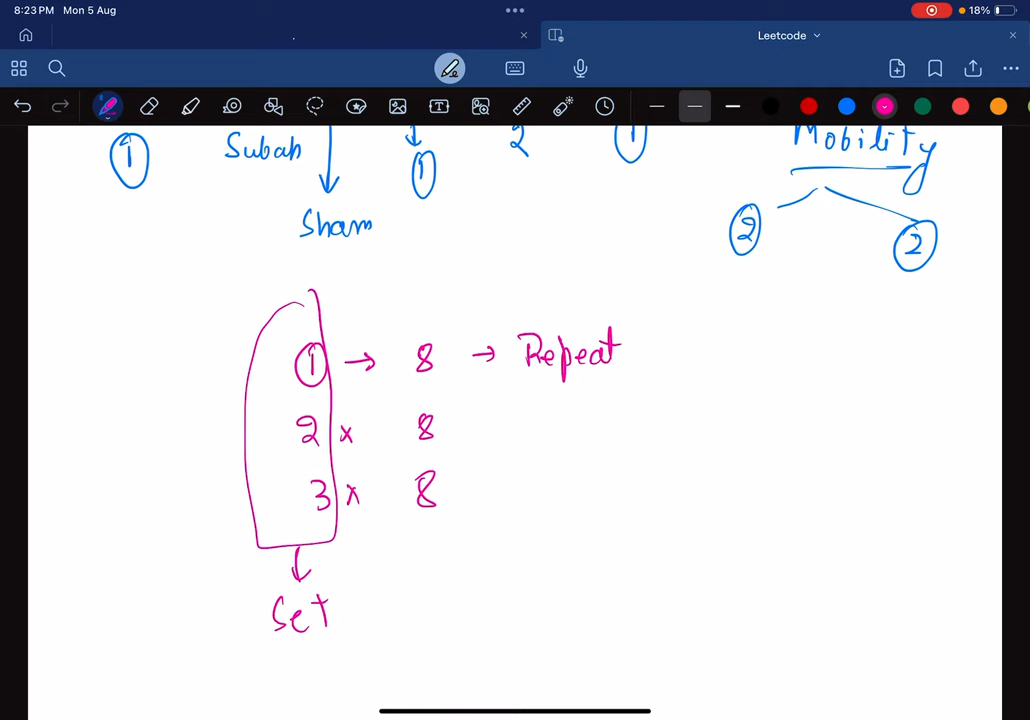 8:23 PM Mon 5 Aug
18%
Leetcode
Mobility
1 Subah 1 2 1
Sham
2 2
1 → 8 → Repeat
2 × 8
3 × 8
Set